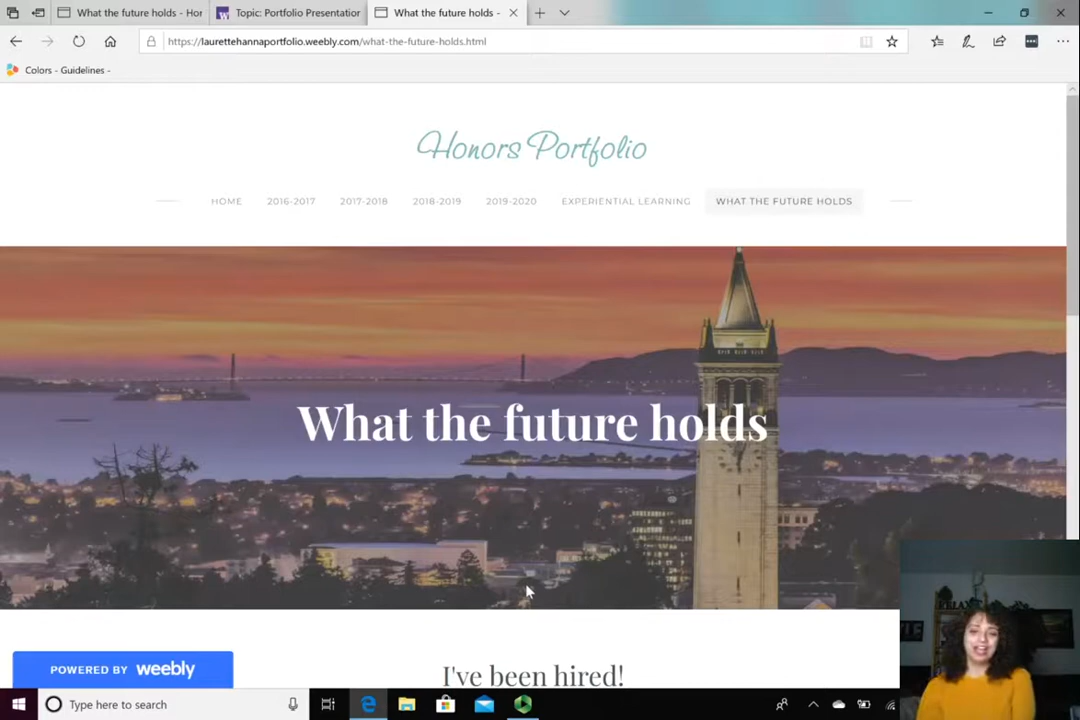 What the future holds - Hor
Topic: Portfolio Presentation
What the future holds -
https://laurettehannaportfolio.weebly.com/what-the-future-holds.html
Colors - Guidelines -
Honors Portfolio
HOME
2016-2017
2017-2018
2018-2019
2019-2020
EXPERIENTIAL LEARNING
WHAT THE FUTURE HOLDS
What the future holds
I've been hired!
POWERED BY weebly
RELAX
Type here to search